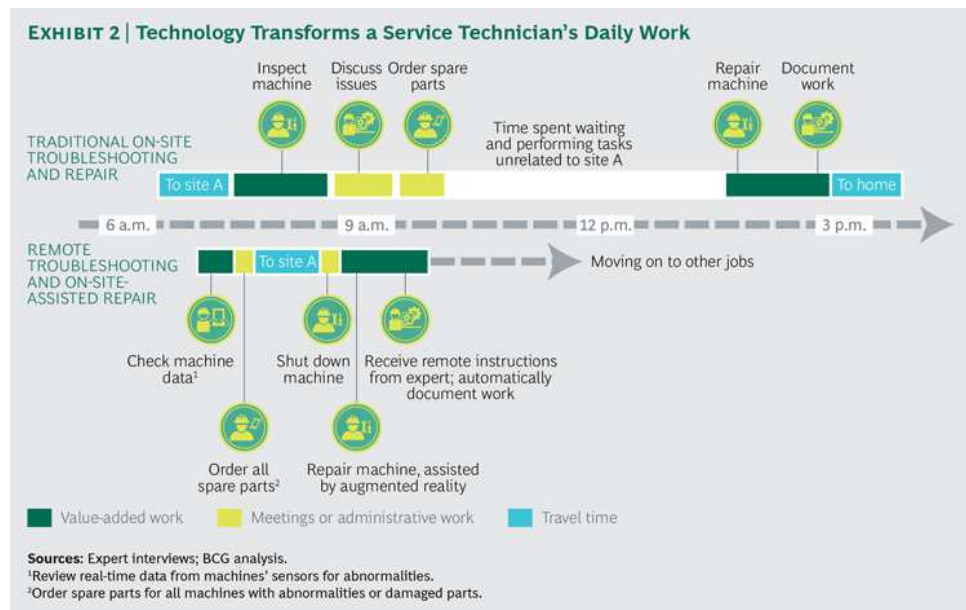 EXHIBIT 2 | Technology Transforms a Service Technician's Daily Work
Inspect
machine
Discuss
issues
Order spare
parts
Repair
machine
Document
work
TRADITIONAL ON-SITE
TROUBLESHOOTING
AND REPAIR
Time spent waiting
and performing tasks
unrelated to site A
To site A
To home
6 a.m.
9 a.m.
12 p.m.
3 p.m.
REMOTE
TROUBLESHOOTING
AND ON-SITE-
ASSISTED REPAIR
To site A
Moving on to other jobs
Check machine
data¹
Shut down
machine
Receive remote instructions
from expert; automatically
document work
Order all
spare parts²
Repair machine, assisted
by augmented reality
Value-added work
Meetings or administrative work
Travel time
Sources: Expert interviews; BCG analysis.
¹Review real-time data from machines' sensors for abnormalities.
²Order spare parts for all machines with abnormalities or damaged parts.